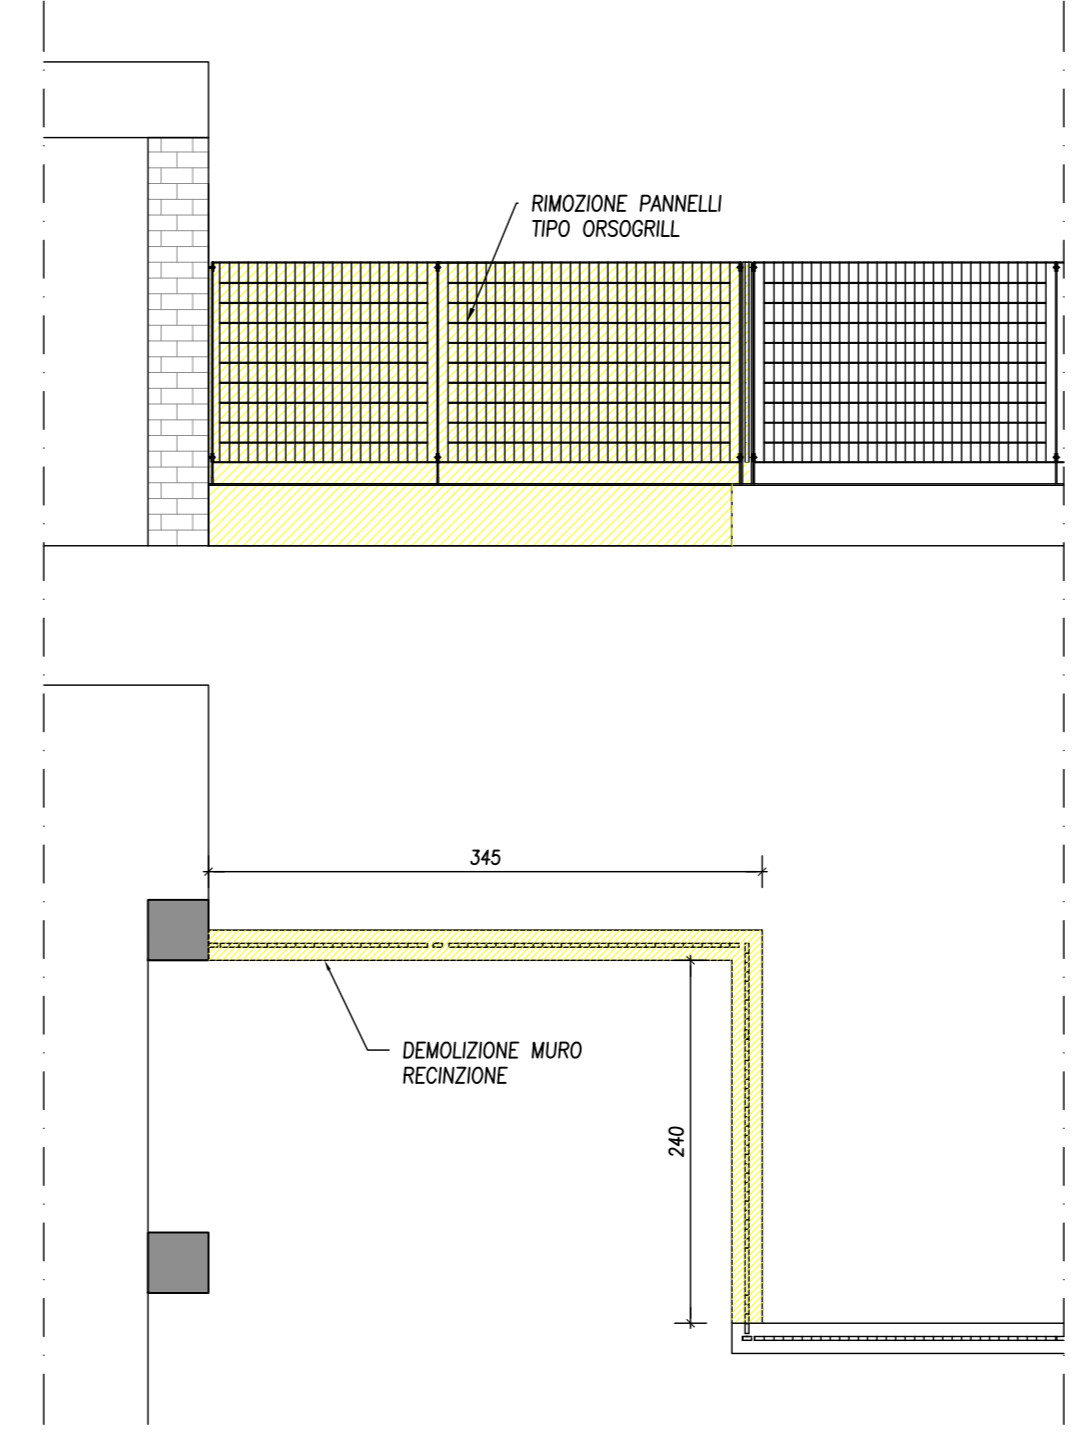 RIMOZIONE PANNELLI
TIPO ORSOGRILL
345
DEMOLIZIONE MURO
RECINZIONE
240